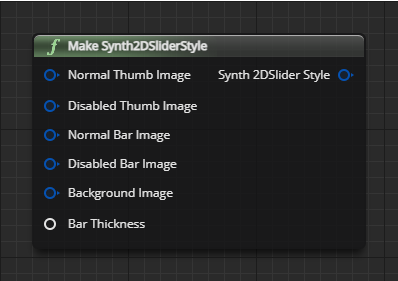 f Make Synth2DSliderStyle
Normal Thumb Image
Synth 2DSlider Style
Disabled Thumb Image
Normal Bar Image
Disabled Bar Image
Background Image
Bar Thickness